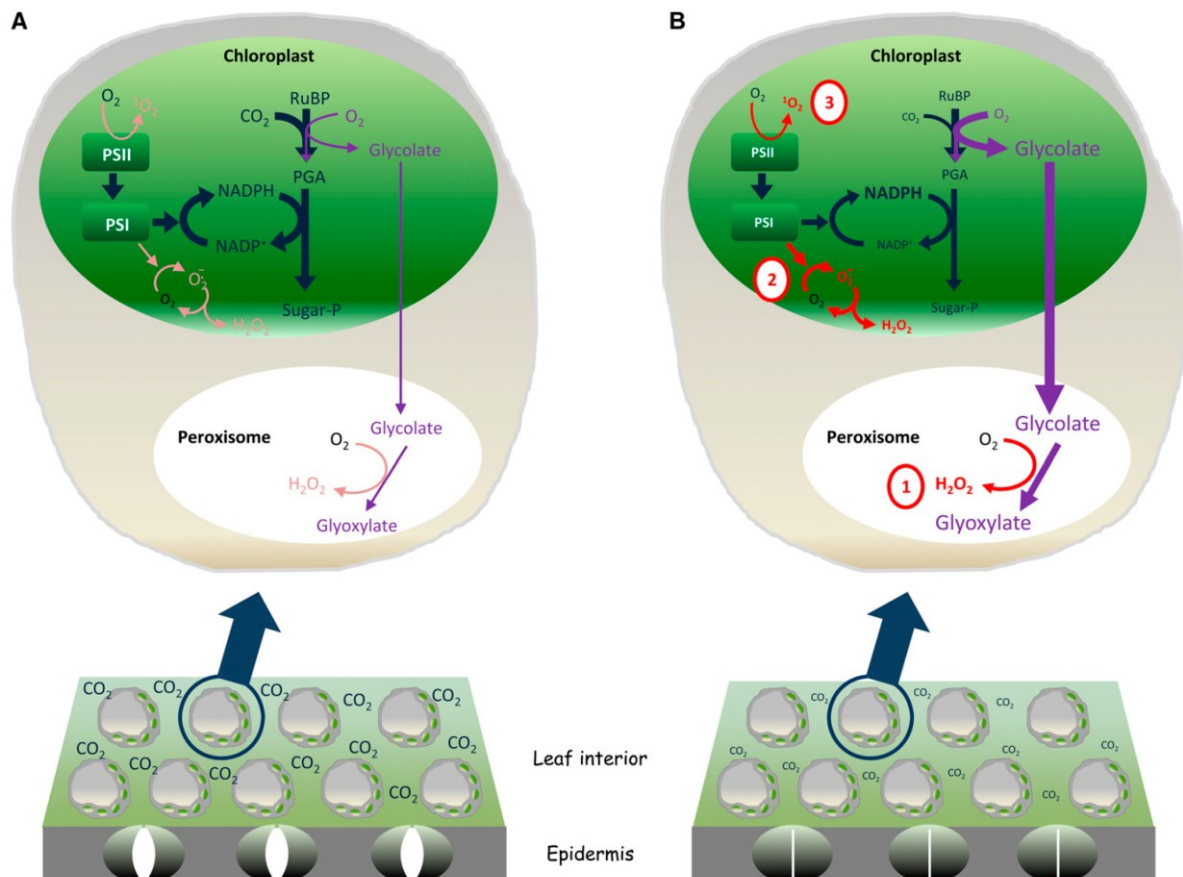 A
Chloroplast
O₂
¹O₂
RuBP
CO₂
O₂
PSII
Glycolate
PGA
NADPH
PSI
NADP⁺
O₂⁻
O₂
H₂O₂
Sugar-P
Peroxisome
O₂
Glycolate
H₂O₂
Glyoxylate
CO₂ CO₂ CO₂ CO₂ CO₂
CO₂ CO₂ CO₂ CO₂
CO₂
B
Chloroplast
O₂
¹O₂
3
RuBP
CO₂
O₂
PSII
Glycolate
PGA
NADPH
PSI
NADP⁺
2
O₂⁻
O₂
H₂O₂
Sugar-P
Peroxisome
O₂
Glycolate
1
H₂O₂
Glyoxylate
CO₂ CO₂ CO₂
CO₂ CO₂ CO₂ CO₂ CO₂
CO₂
Leaf interior
Epidermis